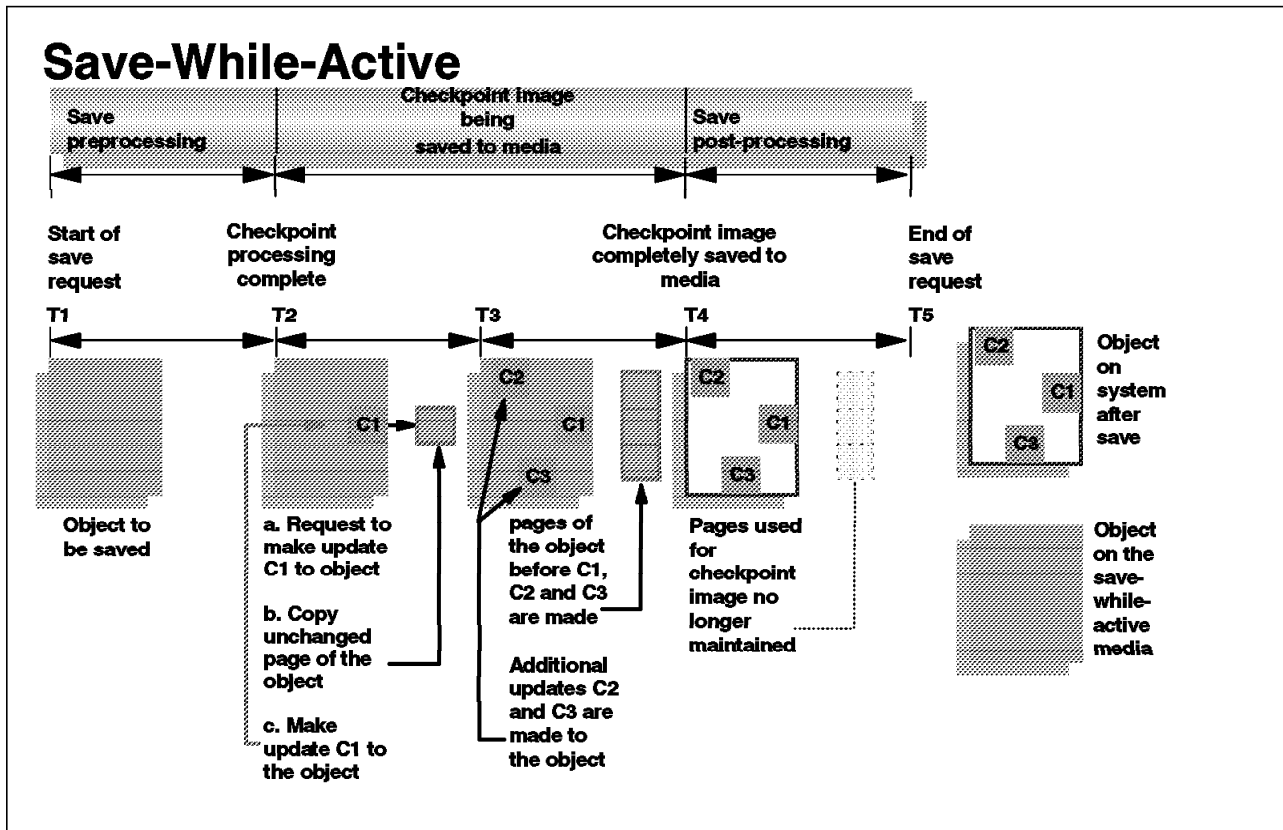 Save-While-Active
Save
preprocessing
Checkpoint image
being
saved to media
Save
post-processing
Start of
save
request
Checkpoint
processing
complete
Checkpoint image
completely saved to
media
End of
save
request
T1
T2
T3
T4
T5
C1
C2
C1
C3
C2
C1
C3
C2
C1
C3
Object
on
system
after
save
Object to
be saved
a. Request to
make update
C1 to object
b. Copy
unchanged
page of the
object
c. Make
update C1 to
the object
pages of
the object
before C1,
C2 and C3
are made
Additional
updates C2
and C3 are
made to
the object
Pages used
for
checkpoint
image no
longer
maintained
Object
on the
save-
while-
active
media